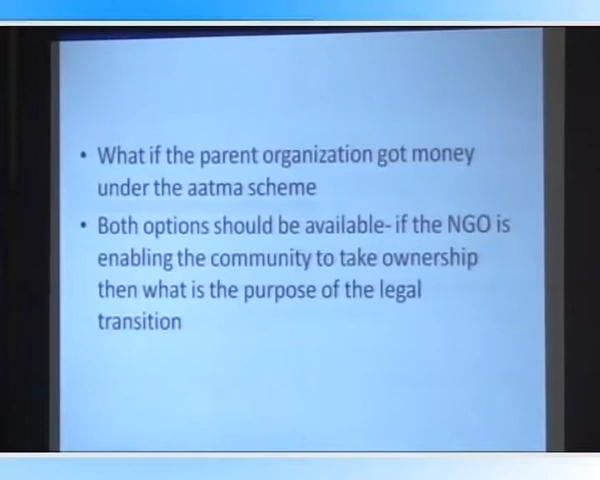 • What if the parent organization got money
under the aatma scheme
• Both options should be available- if the NGO is
enabling the community to take ownership
then what is the purpose of the legal
transition